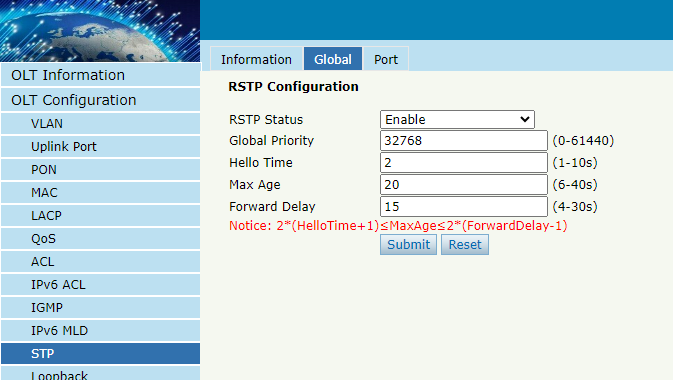 Information Global Port
OLT Information
OLT Configuration
VLAN
Uplink Port
PON
MAC
LACP
QoS
ACL
IPv6 ACL
IGMP
IPv6 MLD
STP
Loopback
RSTP Configuration
RSTP Status Enable
Global Priority 32768 (0-61440)
Hello Time 2 (1-10s)
Max Age 20 (6-40s)
Forward Delay 15 (4-30s)
Notice: 2*(HelloTime+1)≤MaxAge≤2*(ForwardDelay-1)
Submit Reset